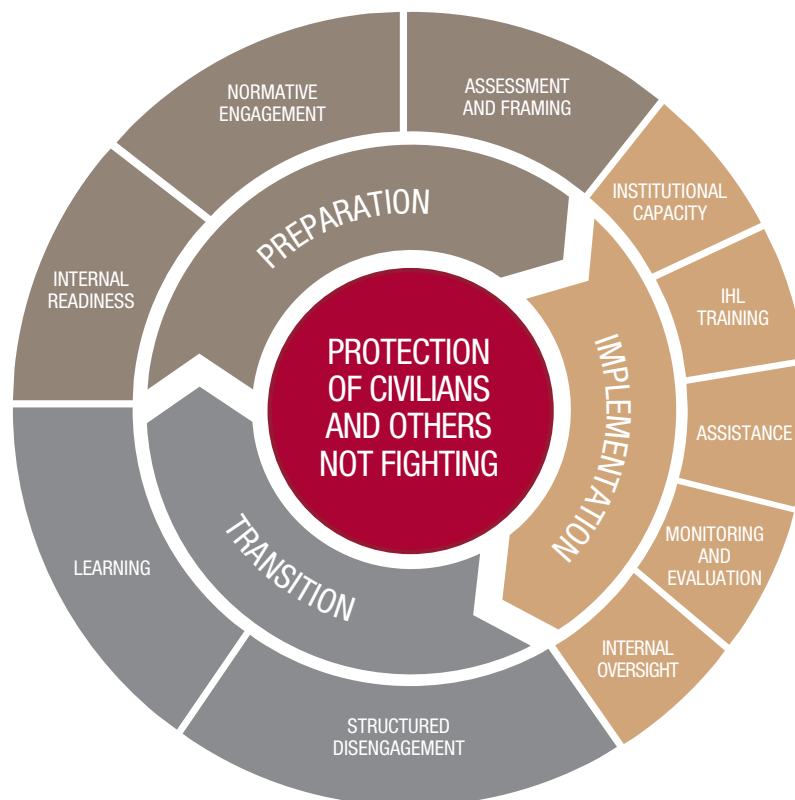 NORMATIVE
ENGAGEMENT
ASSESSMENT
AND FRAMING
INSTITUTIONAL
CAPACITY
INTERNAL
READINESS
PREPARATION
IHL
TRAINING
PROTECTION
OF CIVILIANS
AND OTHERS
NOT FIGHTING
IMPLEMENTATION
ASSISTANCE
TRANSITION
MONITORING
AND
EVALUATION
LEARNING
INTERNAL
OVERSIGHT
STRUCTURED
DISENGAGEMENT